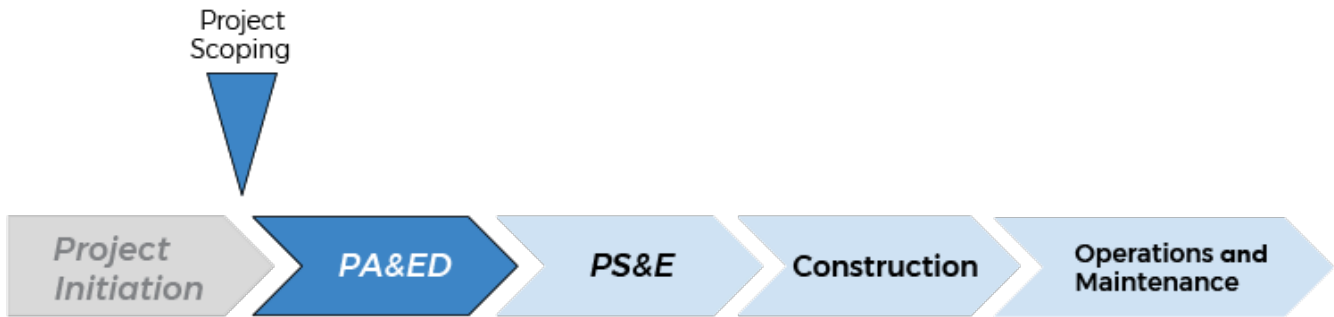 Project
Scoping
Project
Initiation
PA&ED
PS&E
Construction
Operations and
Maintenance